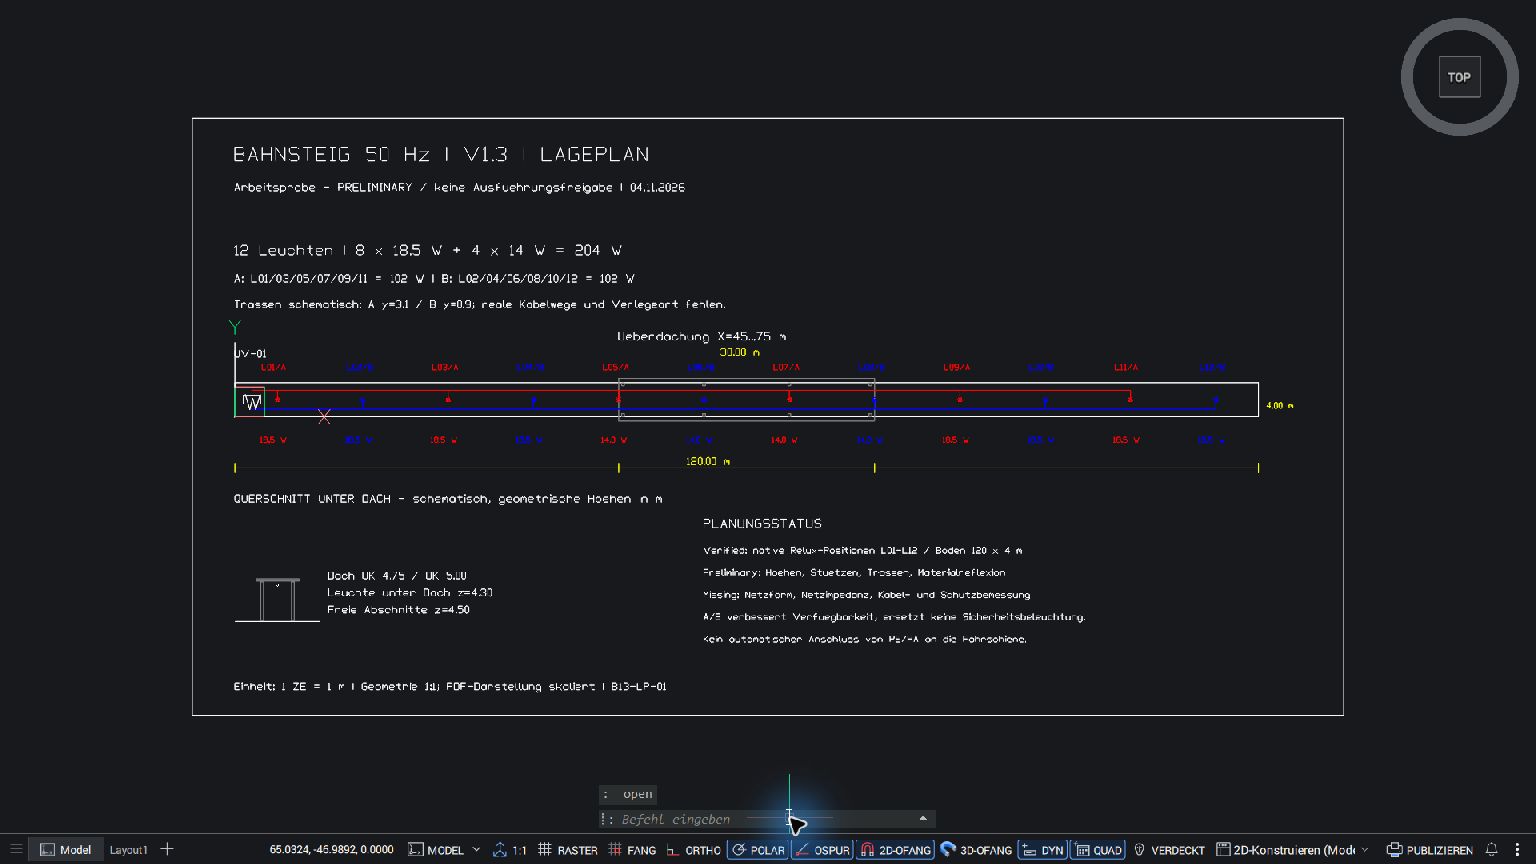 TOP
BAHNSTEIG 50 Hz | V1.3 | LAGEPLAN
Arbeitsprobe - PRELIMINARY / keine Ausfuehrungsfreigabe | 04.11.2026
12 Leuchten | 8 x 18.5 W + 4 x 14 W = 204 W
A: L01/03/05/07/09/11 = 102 W | B: L02/04/06/08/10/12 = 102 W
Trassen schematisch: A y=3.1 / B y=0.9; reale Kabelwege und Verlegeart fehlen.
Y
Ueberdachung X=45..75 m
30.00 m
UV-01
L01/A L03/A L05/A L07/A L09/A L11/A
W
X
4.00 m
18.5 W 18.5 W 14.0 W 14.0 W 18.5 W 18.5 W
120.00 m
QUERSCHNITT UNTER DACH - schematisch, geometrische Hoehen in m
PLANUNGSSTATUS
Verified: native Relux-Positionen L01-L12 / Boden 120 x 4 m
Preliminary: Hoehen, Stuetzen, Trassen, Materialreflexion
Missing: Netzform, Netzimpedanz, Kabel- und Schutzbemessung
A/B verbessert Verfuegbarkeit, ersetzt keine Sicherheitsbeleuchtung.
Kein automatischer Anschluss von PE/PA an die Fahrschiene.
Dach UK 4.75 / OK 5.00
Leuchte unter Dach z=4.30
Freie Abschnitte z=4.50
Einheit: 1 ZE = 1 m | Geometrie 1:1; PDF-Darstellung skaliert | B13-LP-01
: open
: Befehl eingeben
Model Layout1 65.0324, -45.9892, 0.0000 MODEL 1:1 RASTER FANG ORTHO POLAR OSPUR 2D-OFANG 3D-OFANG DYN QUAD VERDECKT 2D-Konstruieren (Mode PUBLIZIEREN